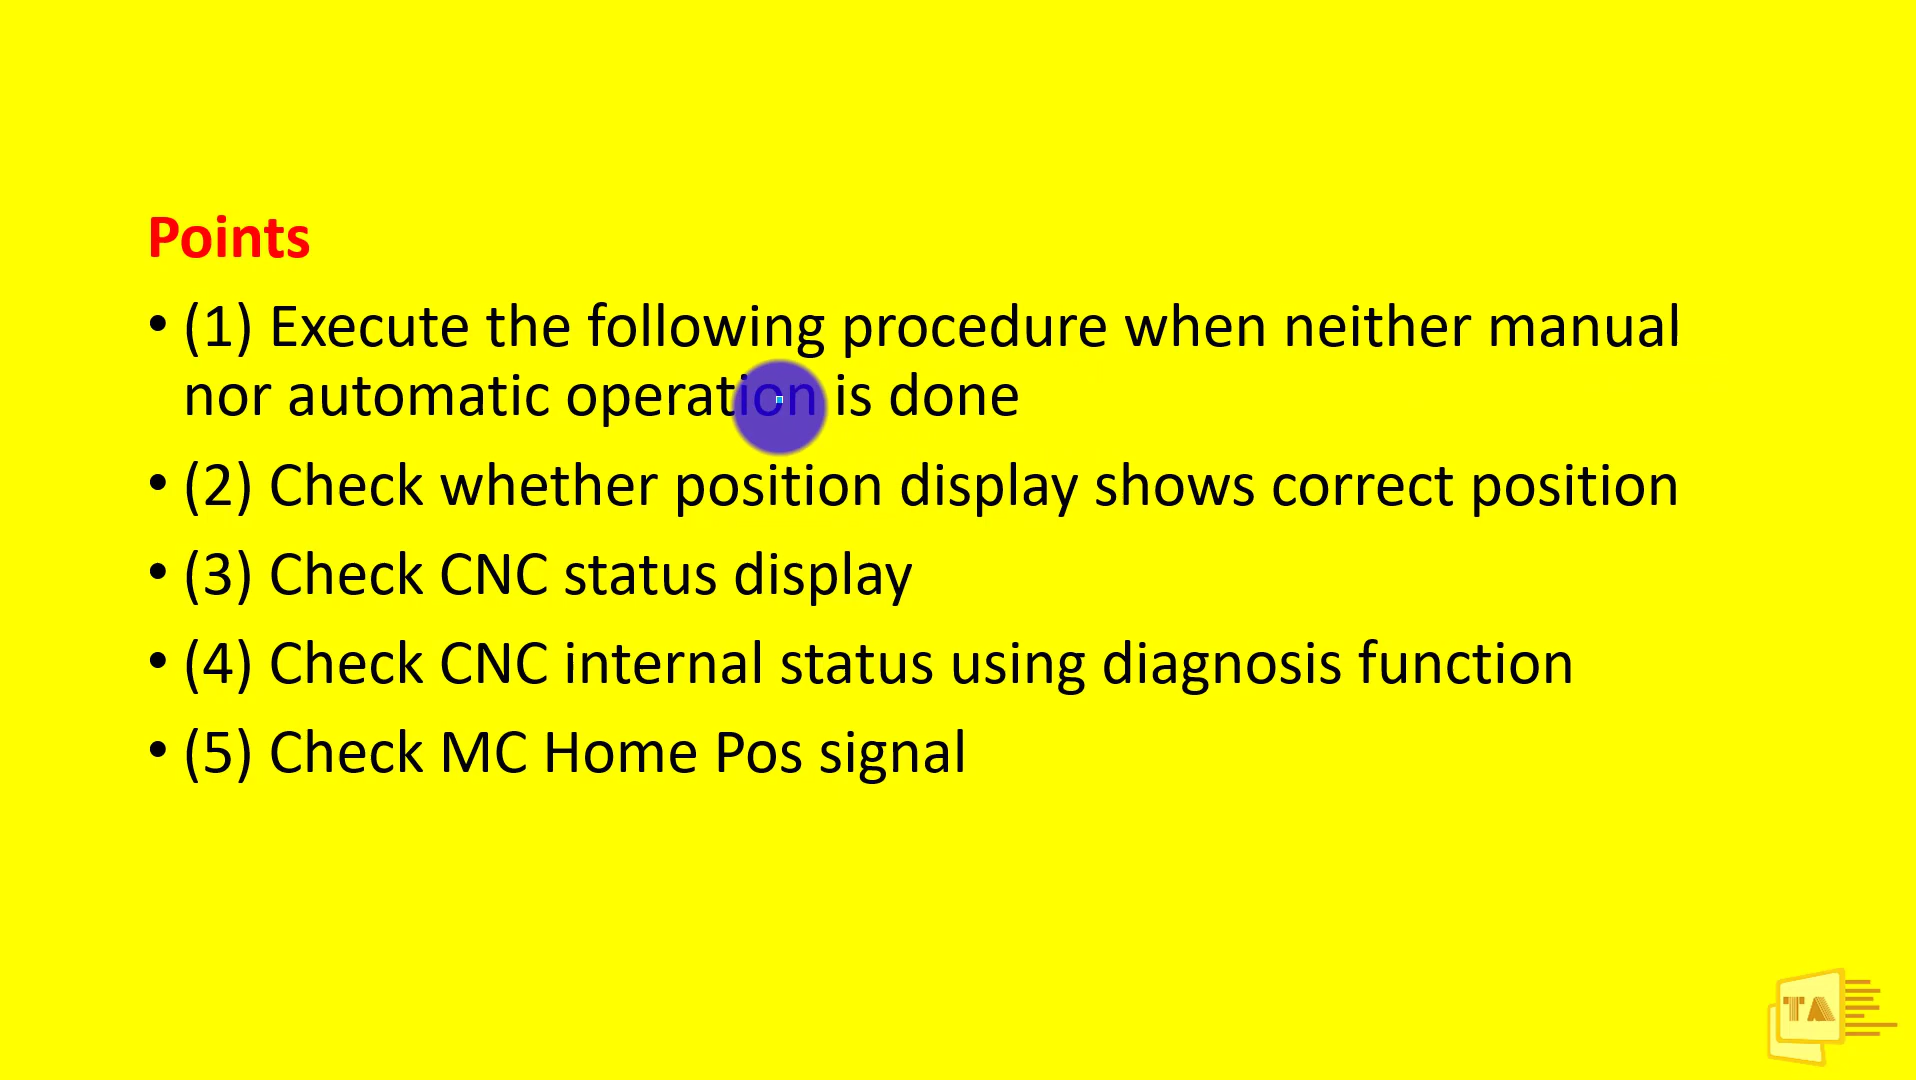 Points
• (1) Execute the following procedure when neither manual
nor automatic operation is done
• (2) Check whether position display shows correct position
• (3) Check CNC status display
• (4) Check CNC internal status using diagnosis function
• (5) Check MC Home Pos signal
TA